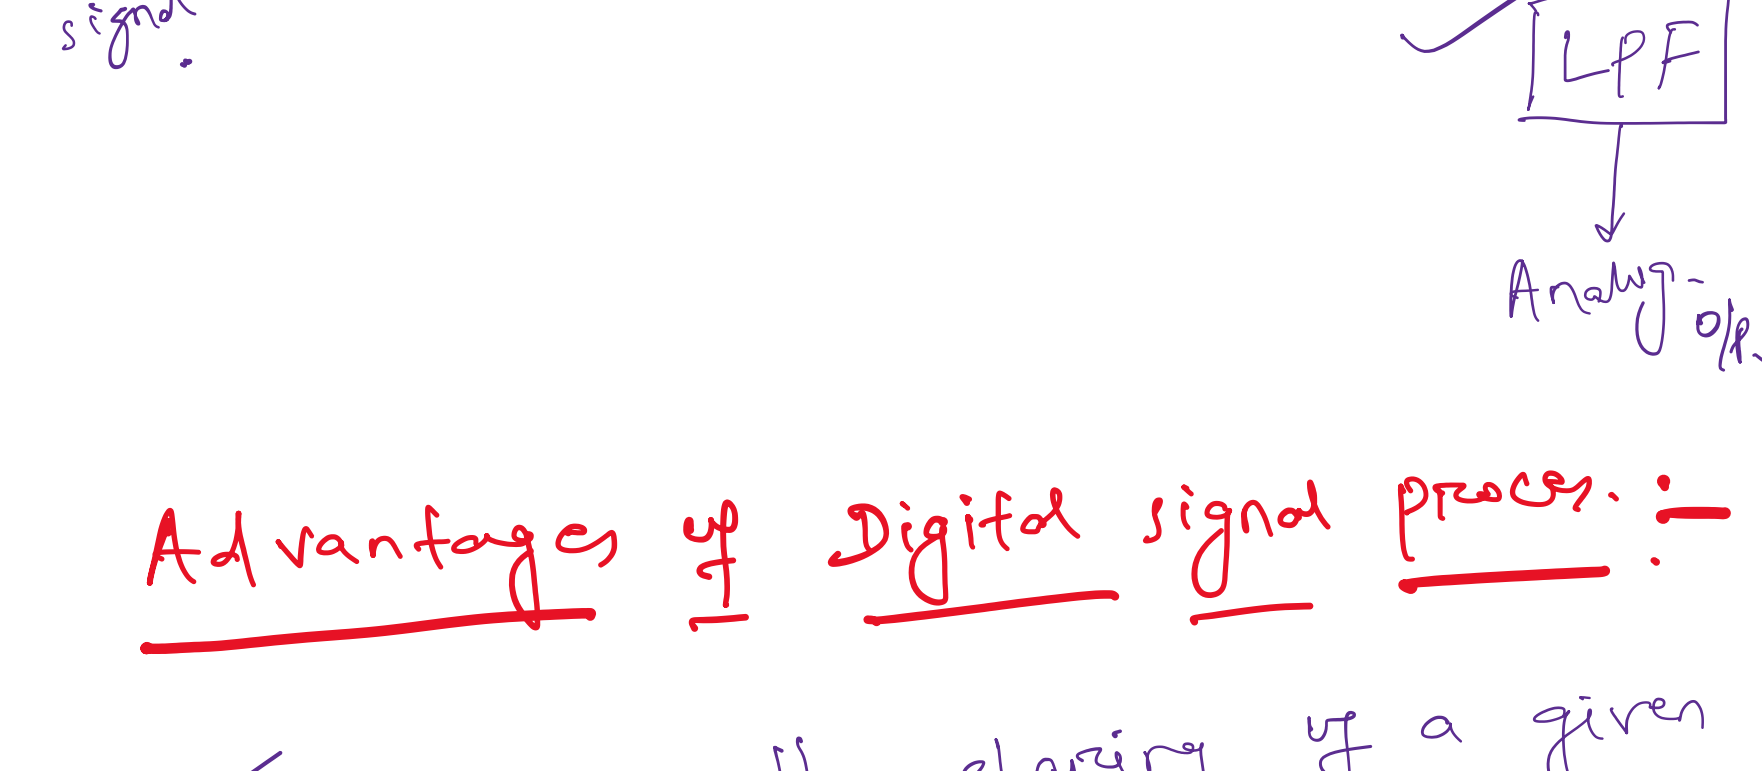 signal.
LPF
Analog
O/P.
Advantages of Digital signal proces. :-
of a given